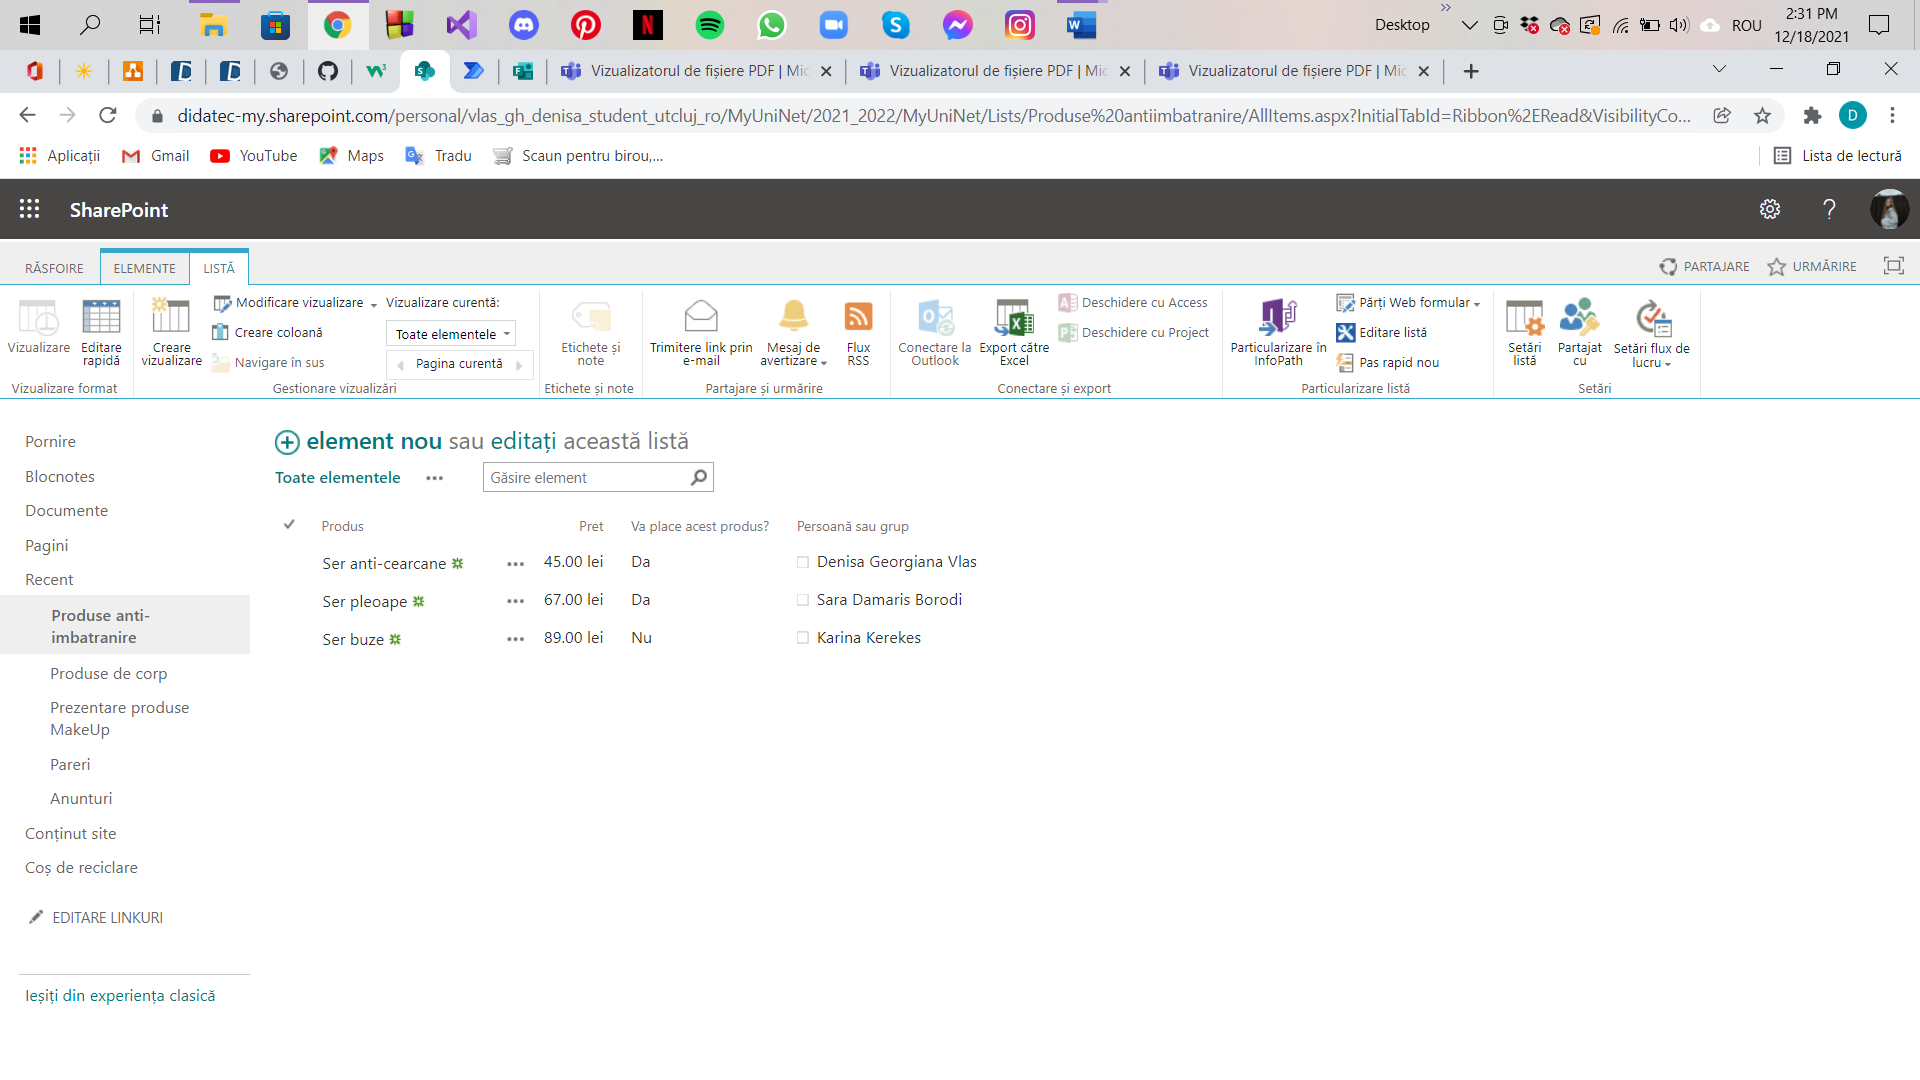 Desktop
ROU
2:31 PM
12/18/2021
Vizualizatorul de fișiere PDF | Mic
Vizualizatorul de fișiere PDF | Mic
Vizualizatorul de fișiere PDF | Mic
didatec-my.sharepoint.com/personal/vlas_gh_denisa_student_utcluj_ro/MyUniNet/2021_2022/MyUniNet/Lists/Produse%20antiimbatranire/AllItems.aspx?InitialTabId=Ribbon%2ERead&VisibilityCo...
D
Aplicații
Gmail
YouTube
Maps
Tradu
Scaun pentru birou,...
Lista de lectură
SharePoint
RĂSFOIRE
ELEMENTE
LISTĂ
PARTAJARE
URMĂRIRE
Vizualizare
Editare rapidă
Vizualizare format
Creare vizualizare
Modificare vizualizare
Creare coloană
Navigare în sus
Vizualizare curentă:
Toate elementele
Pagina curentă
Gestionare vizualizări
Etichete și note
Etichete și note
Trimitere link prin e-mail
Mesaj de avertizare
Flux RSS
Partajare și urmărire
Conectare la Outlook
Export către Excel
Deschidere cu Access
Deschidere cu Project
Conectare și export
Particularizare în InfoPath
Părți Web formular
Editare listă
Pas rapid nou
Particularizare listă
Setări listă
Partajat cu
Setări flux de lucru
Setări
Pornire
Blocnotes
Documente
Pagini
Recent
Produse anti-
imbatranire
Produse de corp
Prezentare produse
MakeUp
Pareri
Anunturi
Conținut site
Coș de reciclare
EDITARE LINKURI
Ieșiți din experiența clasică
element nou sau editați această listă
Toate elementele
Găsire element
Produs Pret Va place acest produs? Persoană sau grup
Ser anti-cearcane 45.00 lei Da Denisa Georgiana Vlas
Ser pleoape 67.00 lei Da Sara Damaris Borodi
Ser buze 89.00 lei Nu Karina Kerekes